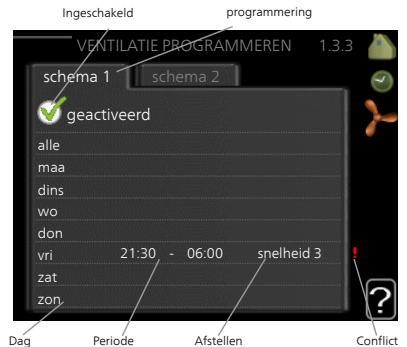 Ingeschakeld programmering
VENTILATIE PROGRAMMEREN 1.3.3
schema 1 schema 2
geactiveerd
alle
maa
dins
wo
don
vri 21:30 - 06:00 snelheid 3 !
zat
zon
?
Dag Periode Afstellen Conflict